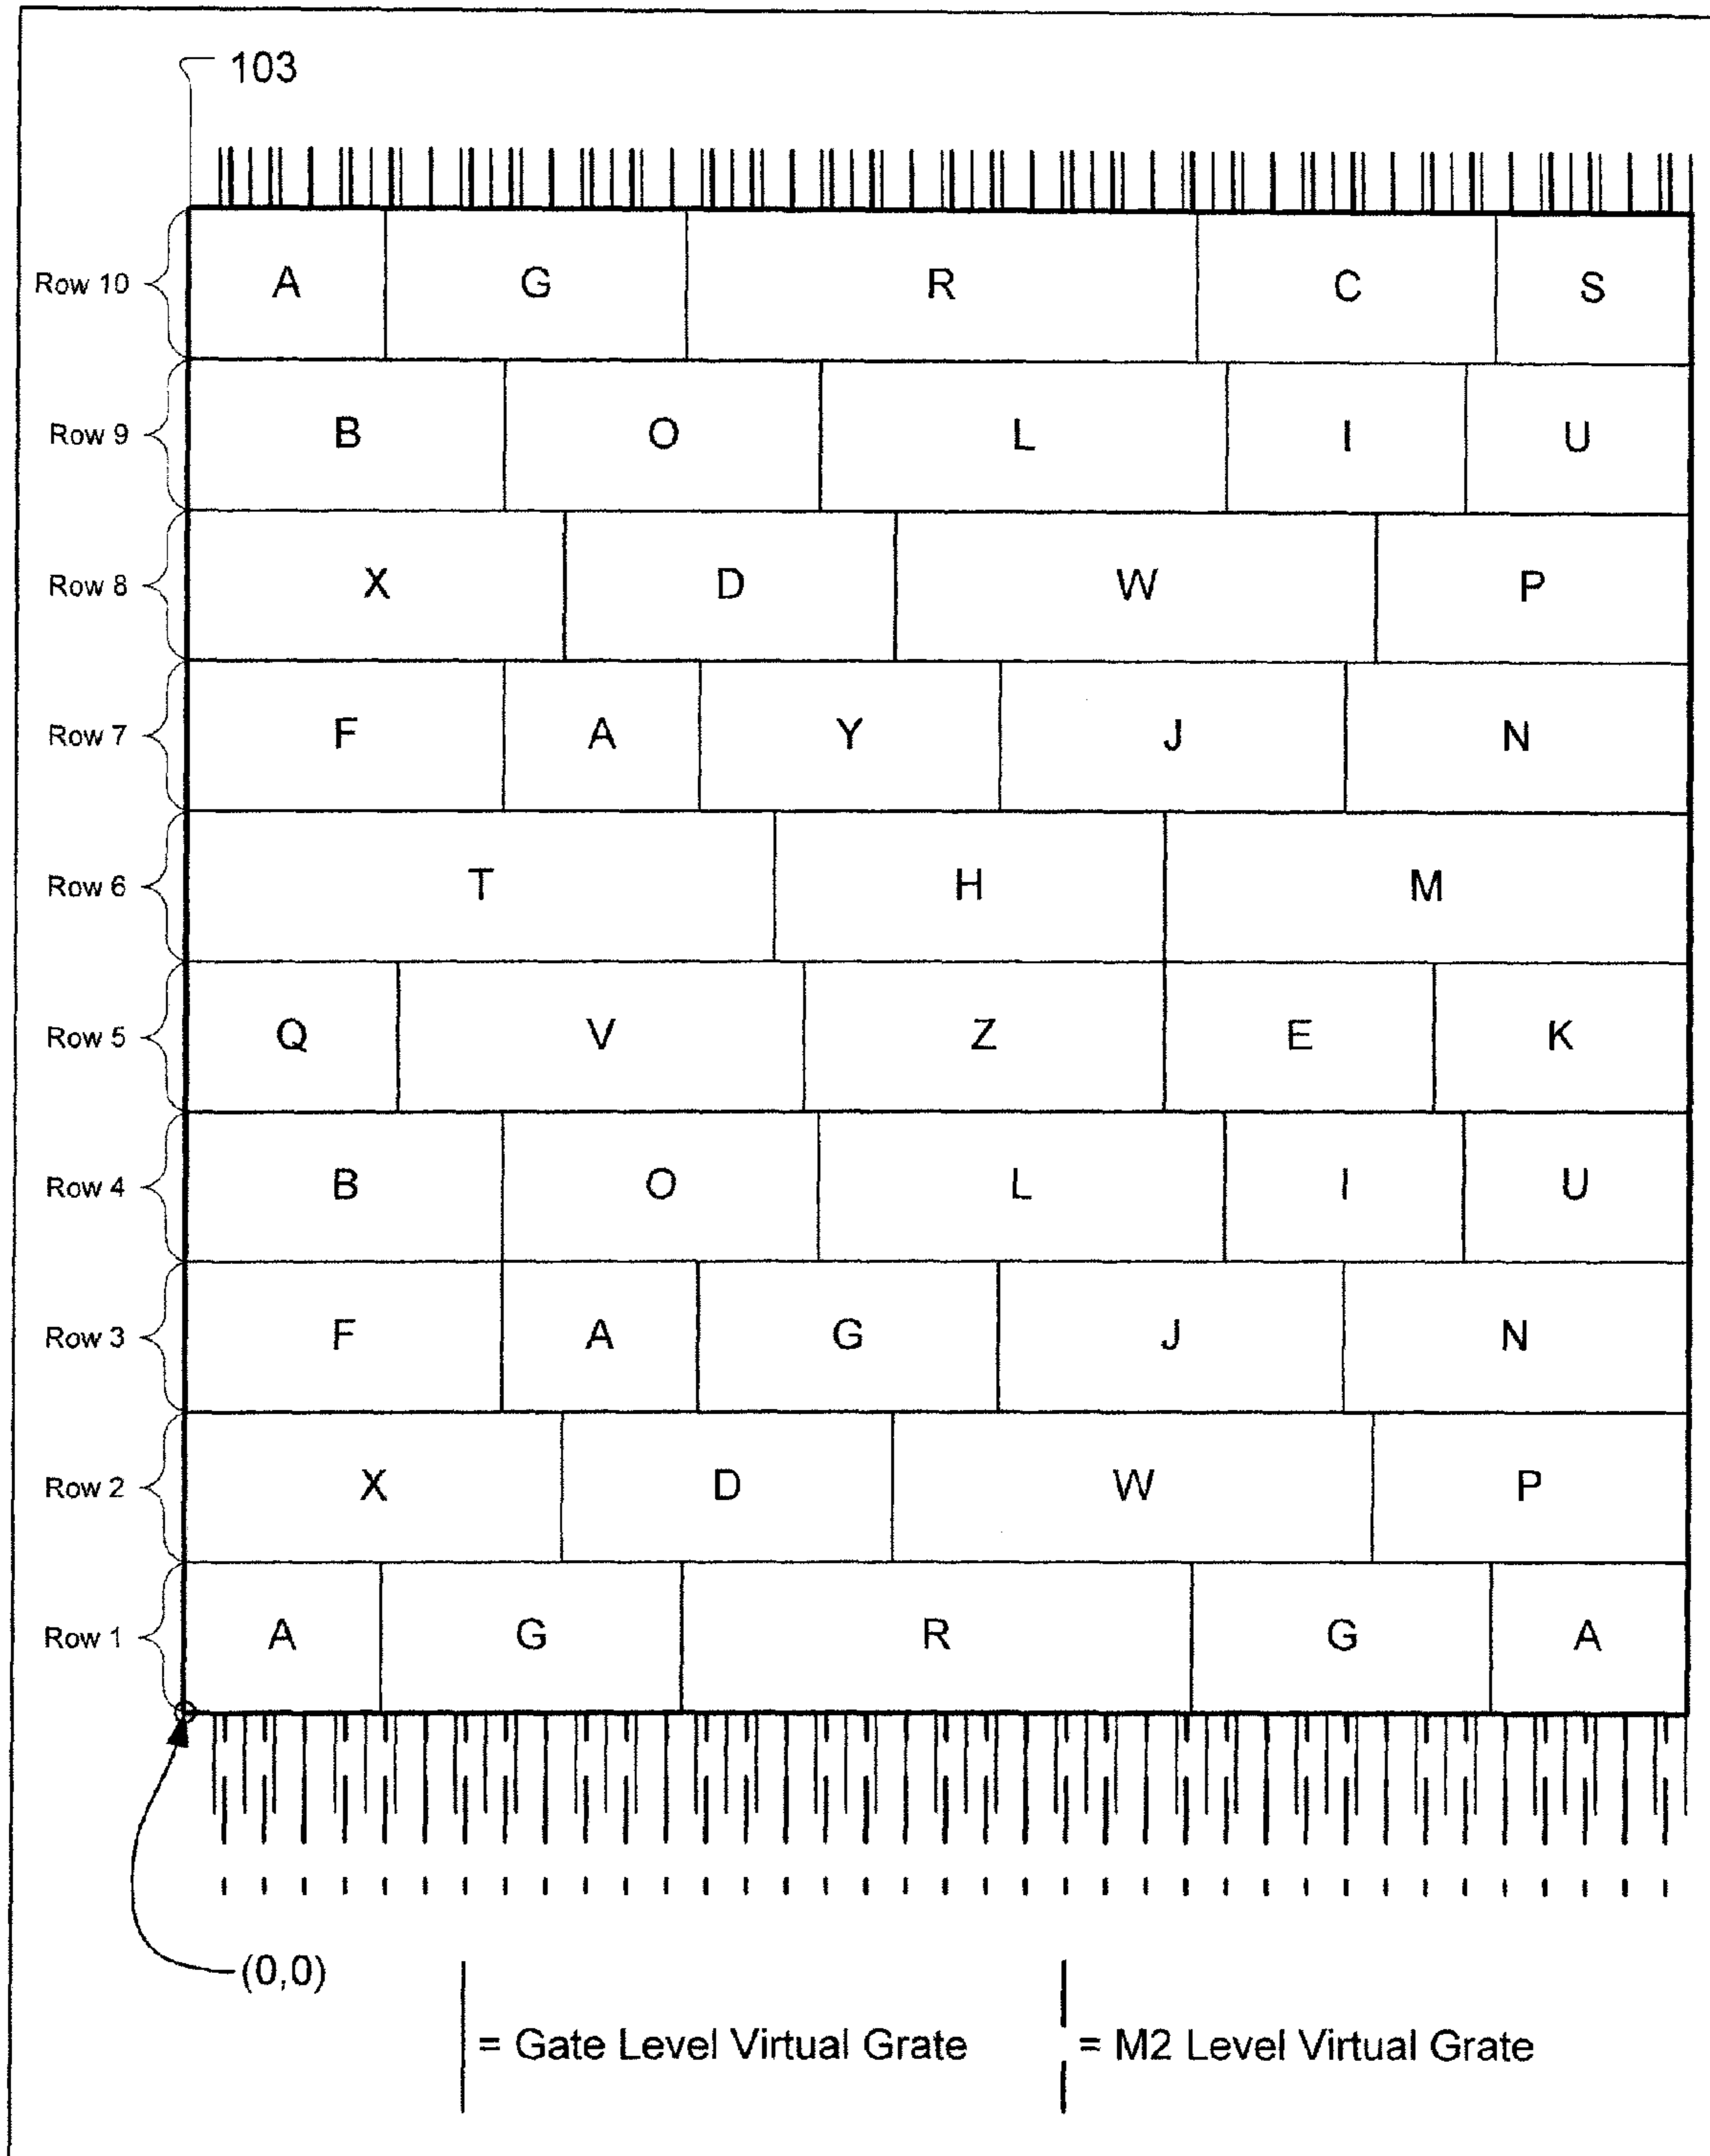 103
Row 10 A G R C S
Row 9 B O L I U
Row 8 X D W P
Row 7 F A Y J N
Row 6 T H M
Row 5 Q V Z E K
Row 4 B O L I U
Row 3 F A G J N
Row 2 X D W P
Row 1 A G R G A
(0,0)
= Gate Level Virtual Grate = M2 Level Virtual Grate